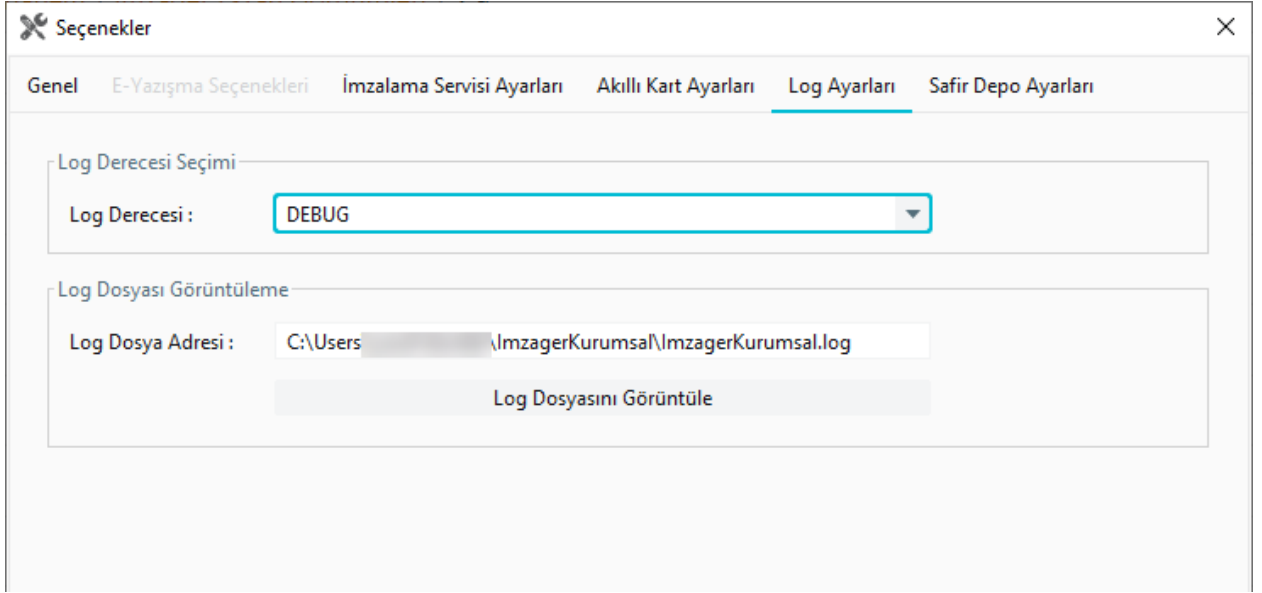 Seçenekler
Genel E-Yazışma Seçenekleri İmzalama Servisi Ayarları Akıllı Kart Ayarları Log Ayarları Safir Depo Ayarları
Log Derecesi Seçimi
Log Derecesi : DEBUG
Log Dosyası Görüntüleme
Log Dosya Adresi : C:\Users \ImzagerKurumsal\ImzagerKurumsal.log
Log Dosyasını Görüntüle